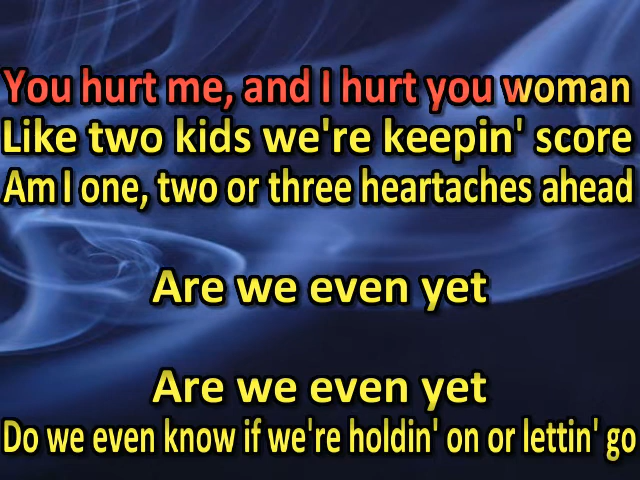 You hurt me, and I hurt you woman
Like two kids we're keepin' score
Am I one, two or three heartaches ahead
Are we even yet
Are we even yet
Do we even know if we're holdin' on or lettin' go